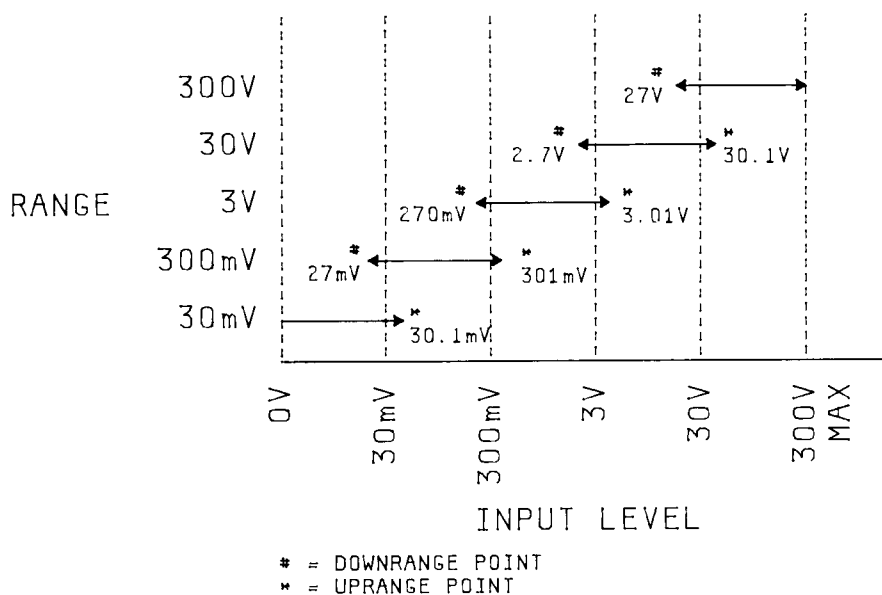 300V
#
27V
30V
#
2.7V
*
30.1V
RANGE
3V
#
270mV
*
3.01V
300mV
#
27mV
*
301mV
30mV
*
30.1mV
0V
30mV
300mV
3V
30V
300V
MAX
INPUT LEVEL
# = DOWNRANGE POINT
* = UPRANGE POINT